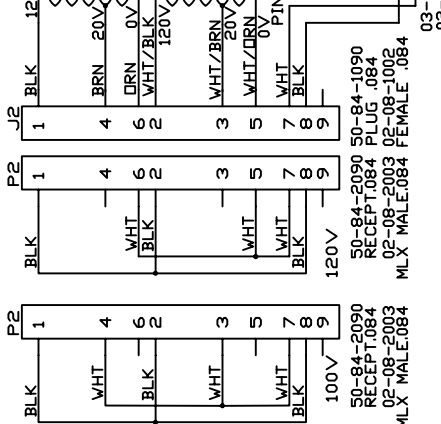 12
20V
0V
120V
20V
0V
PIN
03-
BLK
BRN
ORN
WHT/BLK
WHT/BRN
WHT/ORN
WHT
BLK
J2
1 4 6 2 3 5 7 8 9
50-84-1090
PLUG .084
02-08-1002
FEMALE .084
P2
1 4 6 2 3 5 7 8 9
BLK
WHT
BLK
WHT
WHT
BLK
120V
50-84-2090
RECEPT.084
02-08-2003
MLX MALE.084
P2
1 4 6 2 3 5 7 8 9
BLK
WHT
BLK
WHT
WHT
BLK
100V
50-84-2090
RECEPT.084
02-08-2003
MLX MALE.084